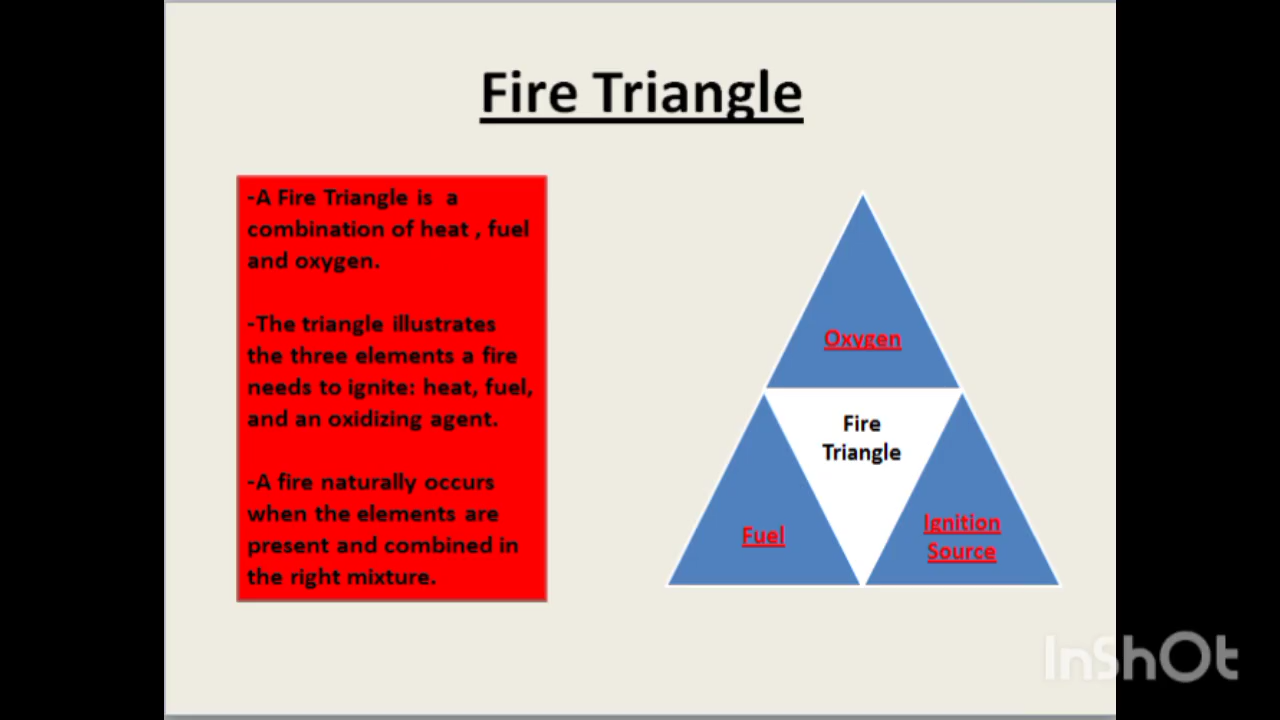 Fire Triangle
-A Fire Triangle is a
combination of heat , fuel
and oxygen.
-The triangle illustrates
the three elements a fire
needs to ignite: heat, fuel,
and an oxidizing agent.
-A fire naturally occurs
when the elements are
present and combined in
the right mixture.
Oxygen
Fire
Triangle
Fuel
Ignition
Source
InShOt